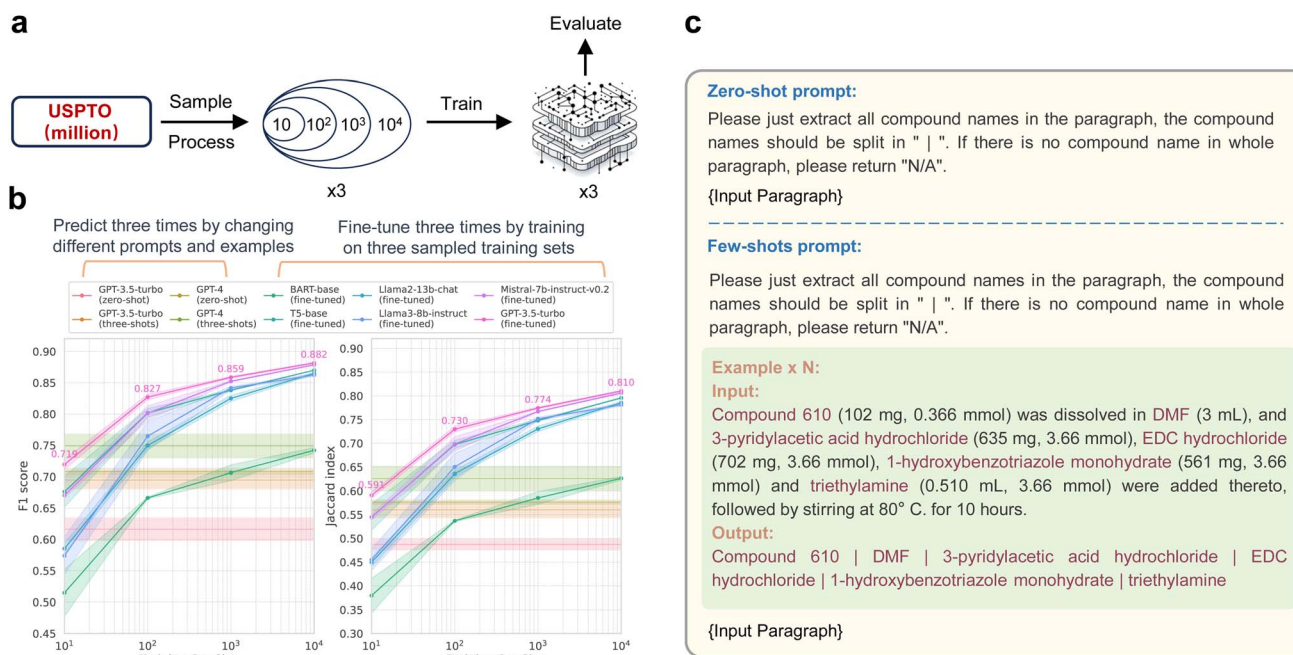 a
USPTO
(million)
Sample
Process
10 10² 10³ 10⁴
x3
Train
Evaluate
x3
b
Predict three times by changing
different prompts and examples
Fine-tune three times by training
on three sampled training sets
GPT-3.5-turbo
(zero-shot)
GPT-3.5-turbo
(three-shots)
GPT-4
(zero-shot)
GPT-4
(three-shots)
BART-base
(fine-tuned)
T5-base
(fine-tuned)
Llama2-13b-chat
(fine-tuned)
Llama3-8b-instruct
(fine-tuned)
Mistral-7b-instruct-v0.2
(fine-tuned)
GPT-3.5-turbo
(fine-tuned)
F1 score
0.90
0.85
0.80
0.75
0.70
0.65
0.60
0.55
0.50
0.45
0.719
0.827
0.859
0.882
10¹ 10² 10³ 10⁴
Jaccard index
0.90
0.85
0.80
0.75
0.70
0.65
0.60
0.55
0.50
0.45
0.40
0.35
0.30
0.591
0.730
0.774
0.810
10¹ 10² 10³ 10⁴
c
Zero-shot prompt:
Please just extract all compound names in the paragraph, the compound
names should be split in " | ". If there is no compound name in whole
paragraph, please return "N/A".
{Input Paragraph}
Few-shots prompt:
Please just extract all compound names in the paragraph, the compound
names should be split in " | ". If there is no compound name in whole
paragraph, please return "N/A".
Example x N:
Input:
Compound 610 (102 mg, 0.366 mmol) was dissolved in DMF (3 mL), and
3-pyridylacetic acid hydrochloride (635 mg, 3.66 mmol), EDC hydrochloride
(702 mg, 3.66 mmol), 1-hydroxybenzotriazole monohydrate (561 mg, 3.66
mmol) and triethylamine (0.510 mL, 3.66 mmol) were added thereto,
followed by stirring at 80° C. for 10 hours.
Output:
Compound 610 | DMF | 3-pyridylacetic acid hydrochloride | EDC
hydrochloride | 1-hydroxybenzotriazole monohydrate | triethylamine
{Input Paragraph}